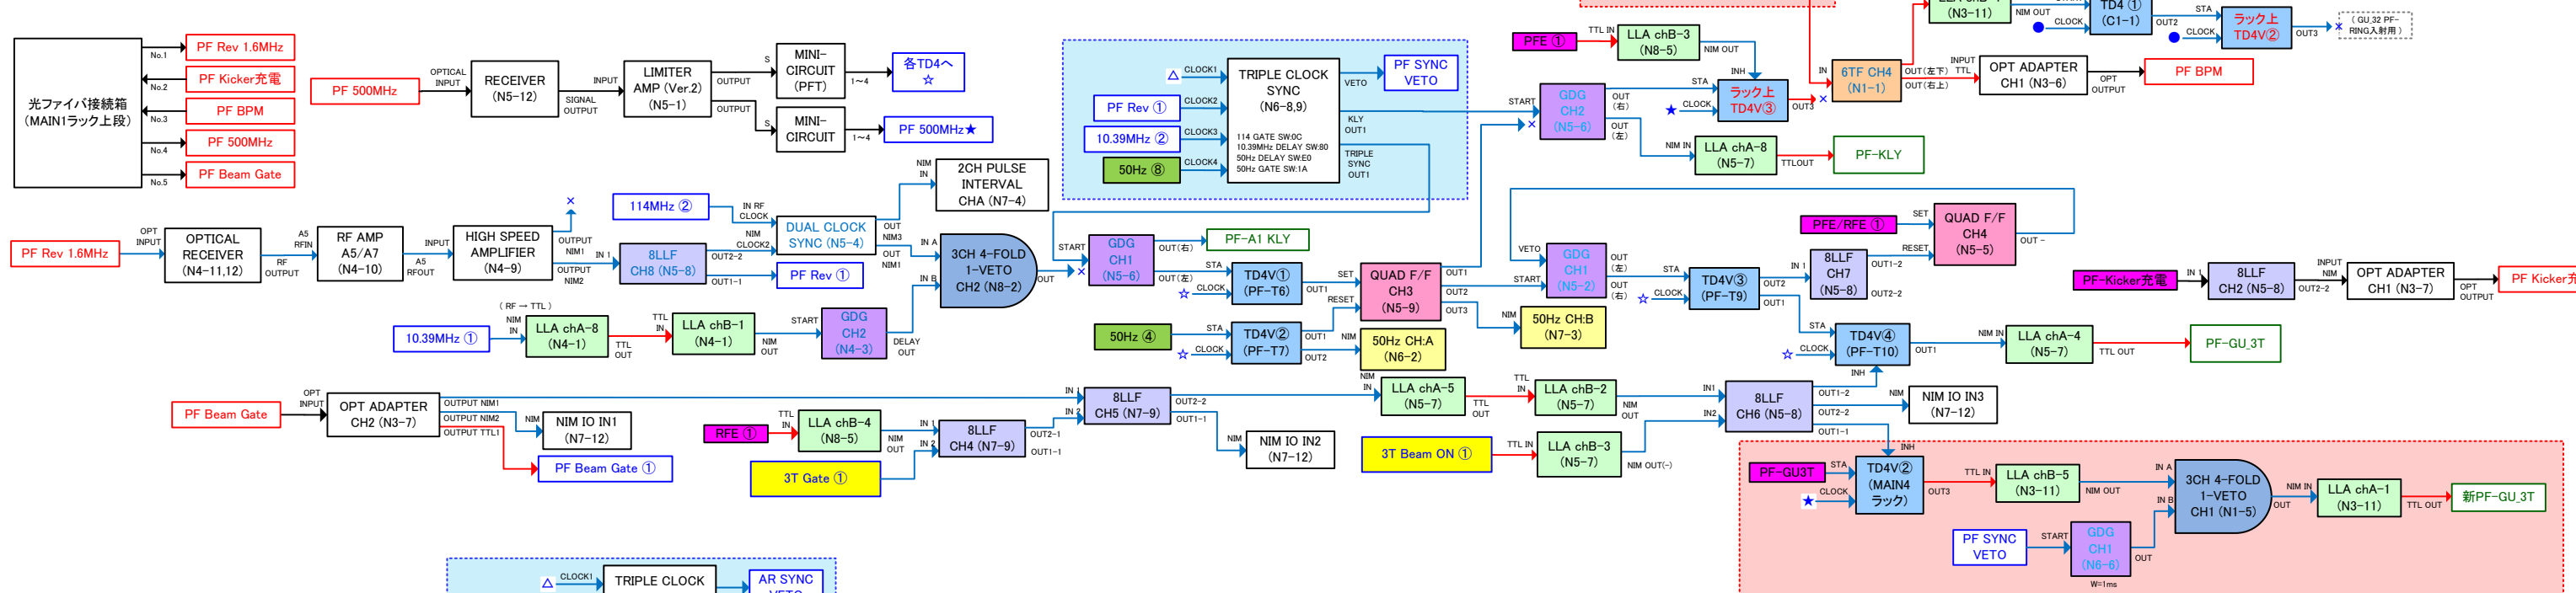 光ファイバ接続箱
(MAIN1ラック上段)
No.1
PF Rev 1.6MHz
No.2
PF Kicker充電
No.3
PF BPM
No.4
PF 500MHz
No.5
PF Beam Gate
PF 500MHz
OPTICAL
INPUT
RECEIVER
(N5-12)
SIGNAL
OUTPUT
INPUT
LIMITER
AMP (Ver.2)
(N5-1)
OUTPUT
OUTPUT
S
MINI-
CIRCUIT
(PFT)
1~4
各TD4へ
☆
S
MINI-
CIRCUIT
1~4
PF 500MHz★
△
CLOCK1
PF Rev ①
CLOCK2
10.39MHz ②
CLOCK3
50Hz ⑧
CLOCK4
TRIPLE CLOCK
SYNC
(N6-8,9)
114 GATE SW:0C
10.39MHz DELAY SW:80
50Hz DELAY SW:E0
50Hz GATE SW:1A
VETO
PF SYNC
VETO
KLY
OUT1
TRIPLE
SYNC
OUT1
START
×
GDG
CH2
(N5-6)
OUT
(右)
OUT
(左)
PFE ①
TTL IN
LLA chB-3
(N8-5)
NIM OUT
INH
STA
★
CLOCK
ラック上
TD4V③
OUT3
×
NIM IN
LLA chA-8
(N5-7)
TTLOUT
PF-KLY
IN
6TF CH4
(N1-1)
OUT(左下)
OUT(右上)
INPUT
TTL
OPT ADAPTER
CH1 (N3-6)
OPT
OUTPUT
PF BPM
(N3-11)
NIM OUT
CLOCK
TD4 ①
(C1-1)
OUT2
STA
CLOCK
ラック上
TD4V②
OUT3
×
( GU_32 PF-
RING入射用 )
PF Rev 1.6MHz
OPT
INPUT
OPTICAL
RECEIVER
(N4-11,12)
RF
OUTPUT
A5
RFIN
RF AMP
A5/A7
(N4-10)
A5
RFOUT
INPUT
HIGH SPEED
AMPLIFIER
(N4-9)
×
OUTPUT
NIM1
OUTPUT
NIM2
IN 1
8LLF
CH8 (N5-8)
OUT2-2
OUT1-1
PF Rev ①
114MHz ②
IN RF
CLOCK
NIM
CLOCK2
DUAL CLOCK
SYNC (N5-4)
OUT
NIM3
OUT
NIM1
NIM
IN
2CH PULSE
INTERVAL
CHA (N7-4)
IN A
IN B
3CH 4-FOLD
1-VETO
CH2 (N8-2)
OUT
10.39MHz ①
( RF → TTL )
NIM
IN
LLA chA-8
(N4-1)
TTL
OUT
TTL
IN
LLA chB-1
(N4-1)
NIM
OUT
START
GDG
CH2
(N4-3)
DELAY
OUT
START
×
GDG
CH1
(N5-6)
OUT(右)
PF-A1 KLY
OUT(左)
STA
☆
CLOCK
TD4V①
(PF-T6)
OUT1
50Hz ④
STA
☆
CLOCK
TD4V②
(PF-T7)
OUT1
OUT2
SET
RESET
QUAD F/F
CH3
(N5-9)
OUT1
OUT2
OUT3
NIM
50Hz CH:A
(N6-2)
NIM
50Hz CH:B
(N7-3)
VETO
START
GDG
CH1
(N5-2)
OUT
(左)
OUT
(右)
STA
☆
CLOCK
TD4V③
(PF-T9)
OUT2
OUT1
IN 1
8LLF
CH7
(N5-8)
OUT1-2
OUT2-2
PFE/RFE ①
SET
RESET
QUAD F/F
CH4
(N5-5)
OUT -
STA
☆
CLOCK
TD4V④
(PF-T10)
INH
OUT1
NIM IN
LLA chA-4
(N5-7)
TTL OUT
PF-GU_3T
PF-Kicker充電
IN 1
8LLF
CH2 (N5-8)
OUT2-2
INPUT
NIM
OPT ADAPTER
CH1 (N3-7)
OPT
OUTPUT
PF Kicker
PF Beam Gate
OPT
INPUT
OPT ADAPTER
CH2 (N3-7)
OUTPUT NIM1
OUTPUT NIM2
OUTPUT TTL1
NIM
NIM IO IN1
(N7-12)
PF Beam Gate ①
RFE ①
TTL
IN
LLA chB-4
(N8-5)
NIM
OUT
3T Gate ①
IN 1
IN 2
8LLF
CH4 (N7-9)
OUT2-1
OUT1-1
IN 1
IN 2
8LLF
CH5 (N7-9)
OUT2-2
OUT1-1
NIM
NIM IO IN2
(N7-12)
NIM
IN
LLA chA-5
(N5-7)
TTL
OUT
TTL
IN
LLA chB-2
(N5-7)
NIM
OUT
3T Beam ON ①
TTL IN
LLA chB-3
(N5-7)
NIM OUT(-)
IN1
IN2
8LLF
CH6 (N5-8)
OUT1-2
OUT2-2
OUT1-1
NIM
NIM IO IN3
(N7-12)
INH
PF-GU3T
STA
★
CLOCK
TD4V②
(MAIN4
ラック)
OUT3
TTL IN
LLA chB-5
(N3-11)
NIM OUT
PF SYNC
VETO
START
GDG
CH1
(N6-6)
OUT
W=1ms
IN A
IN B
3CH 4-FOLD
1-VETO
CH1 (N1-5)
OUT
NIM IN
LLA chA-1
(N3-11)
TTL OUT
新PF-GU_3T
△
CLOCK1
TRIPLE CLOCK
AR SYNC